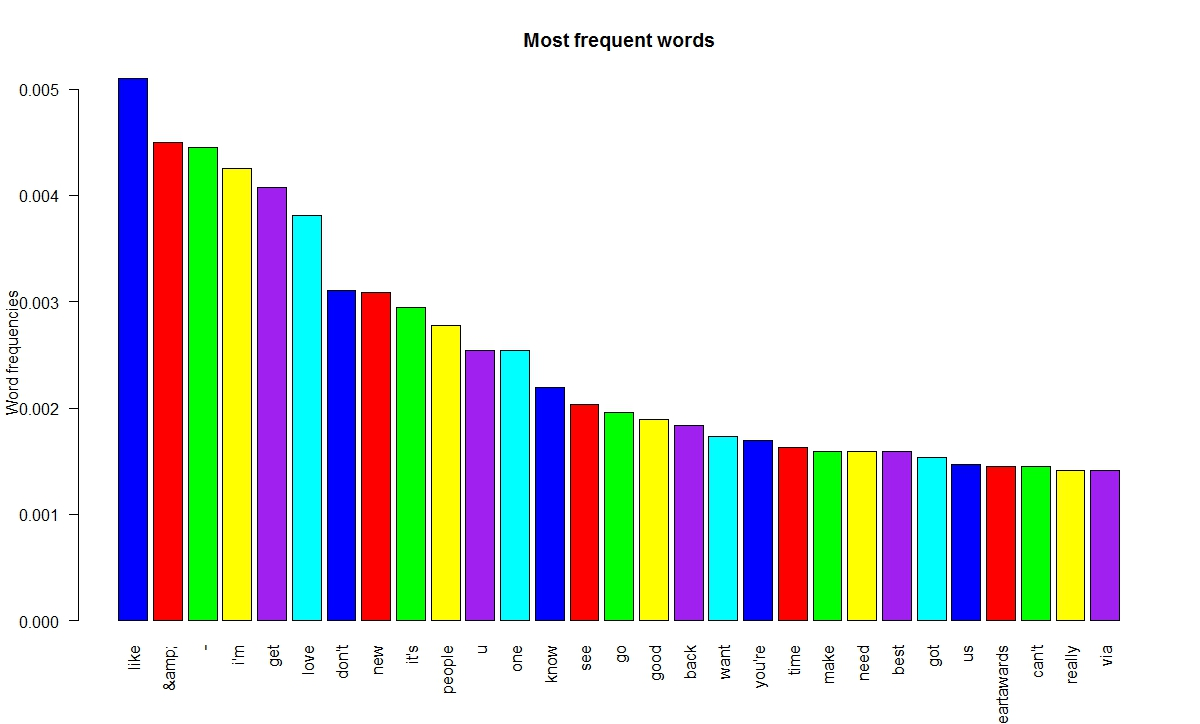 Most frequent words
Word frequencies
0.005
0.004
0.003
0.002
0.001
0.000
like
&amp;
-
i'm
get
love
don't
new
it's
people
u
one
know
see
go
good
back
want
you're
time
make
need
best
got
us
eartawards
can't
really
via